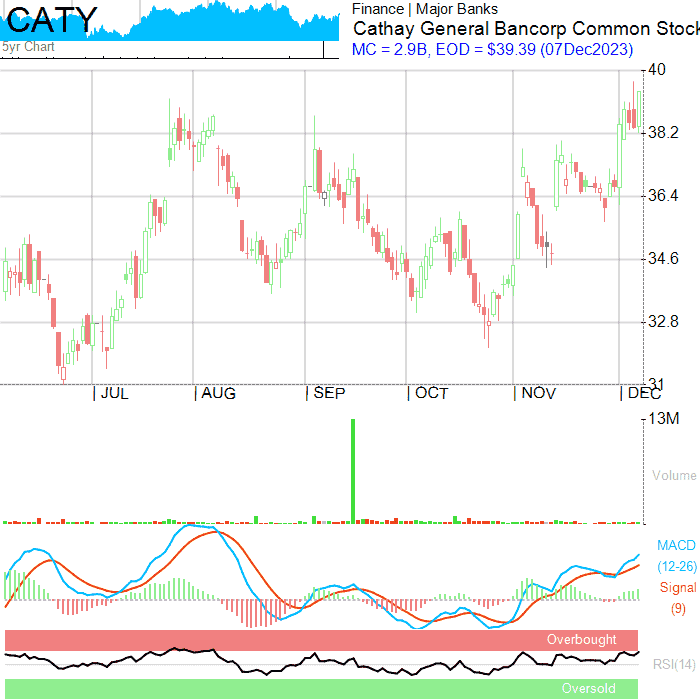 CATY
5yr Chart
Finance | Major Banks
Cathay General Bancorp Common Stock
MC = 2.9B, EOD = $39.39 (07Dec2023)
40
38.2
36.4
34.6
32.8
31
| JUL | AUG | SEP | OCT | NOV | DEC
13M
Volume
MACD
(12-26)
Signal
(9)
Overbought
RSI(14)
Oversold